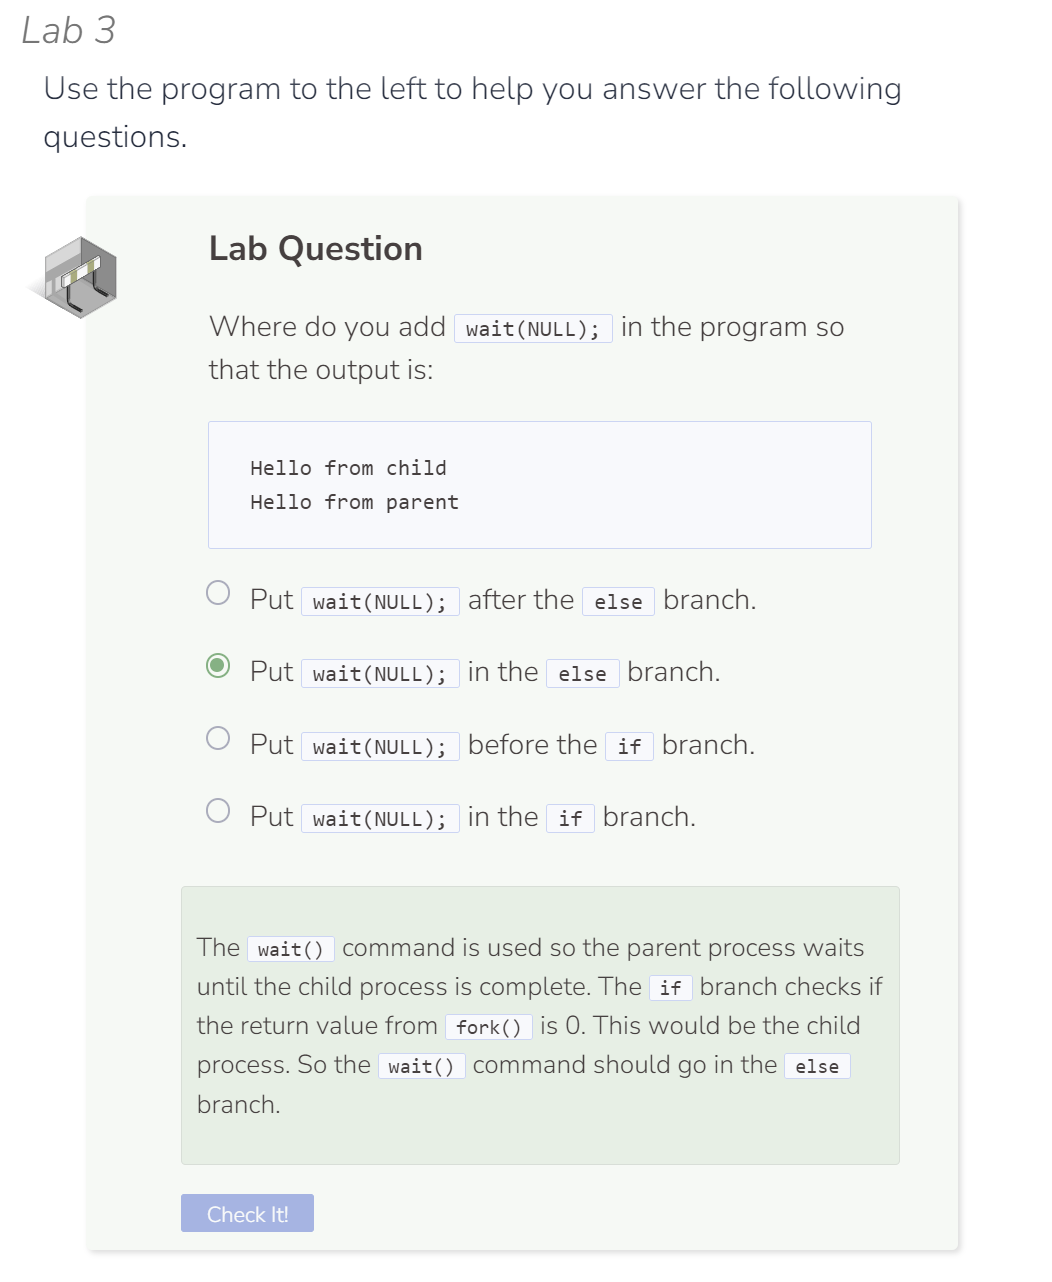 Lab 3
Use the program to the left to help you answer the following
questions.
Lab Question
Where do you add wait(NULL); in the program so
that the output is:
Hello from child
Hello from parent
Put wait(NULL); after the else branch.
Put wait(NULL); in the else branch.
Put wait(NULL); before the if branch.
Put wait(NULL); in the if branch.
The wait() command is used so the parent process waits
until the child process is complete. The if branch checks if
the return value from fork() is 0. This would be the child
process. So the wait() command should go in the else
branch.
Check It!